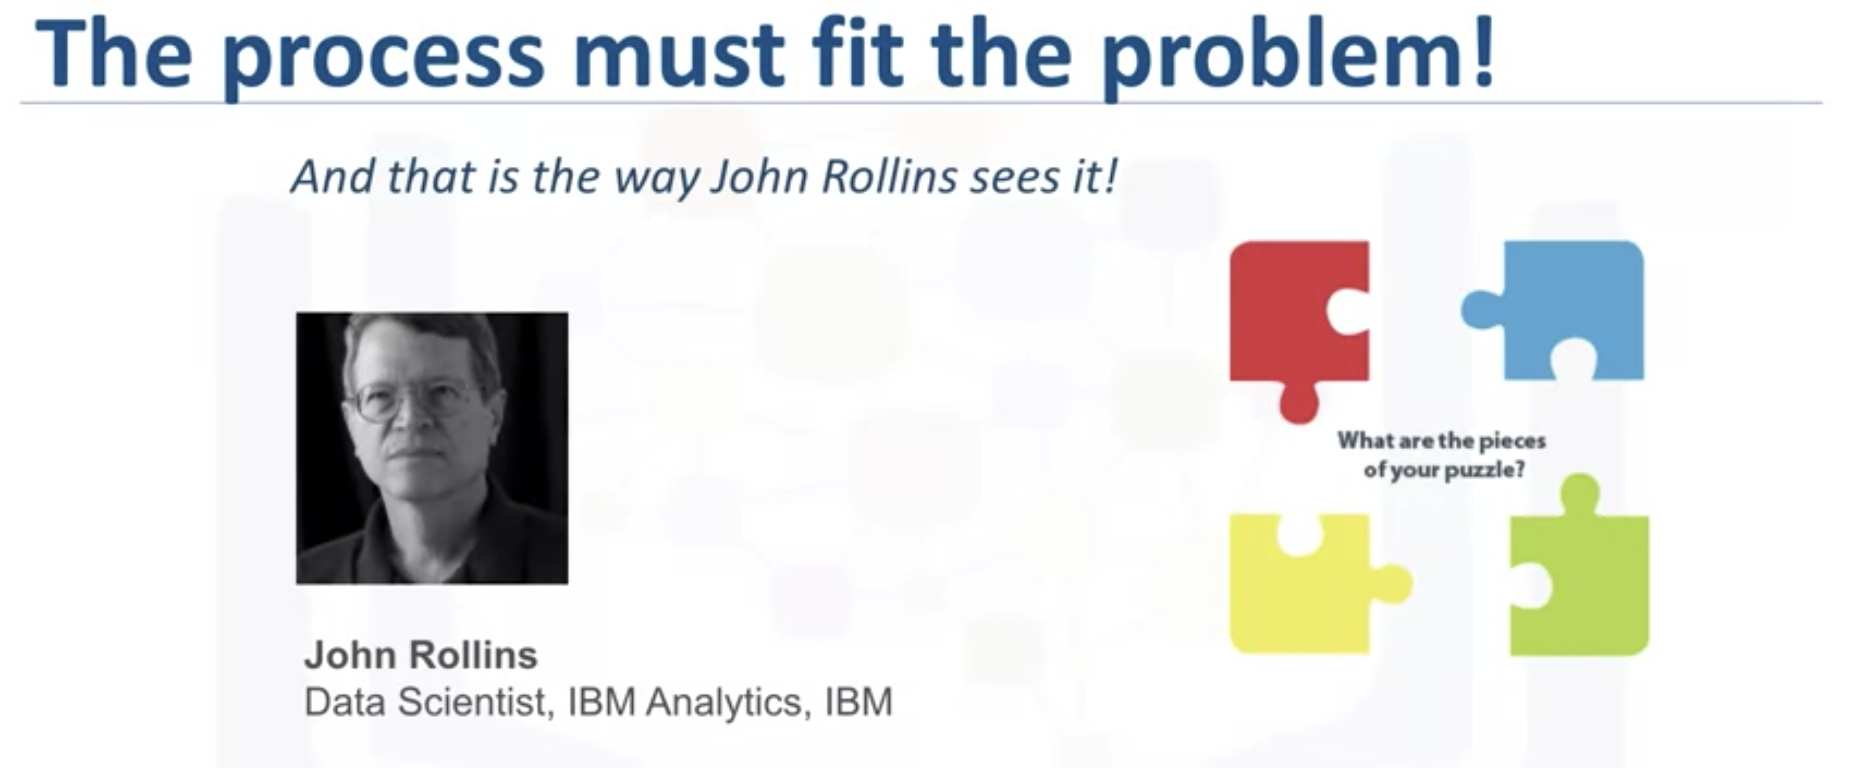 The process must fit the problem!
And that is the way John Rollins sees it!
What are the pieces
of your puzzle?
John Rollins
Data Scientist, IBM Analytics, IBM